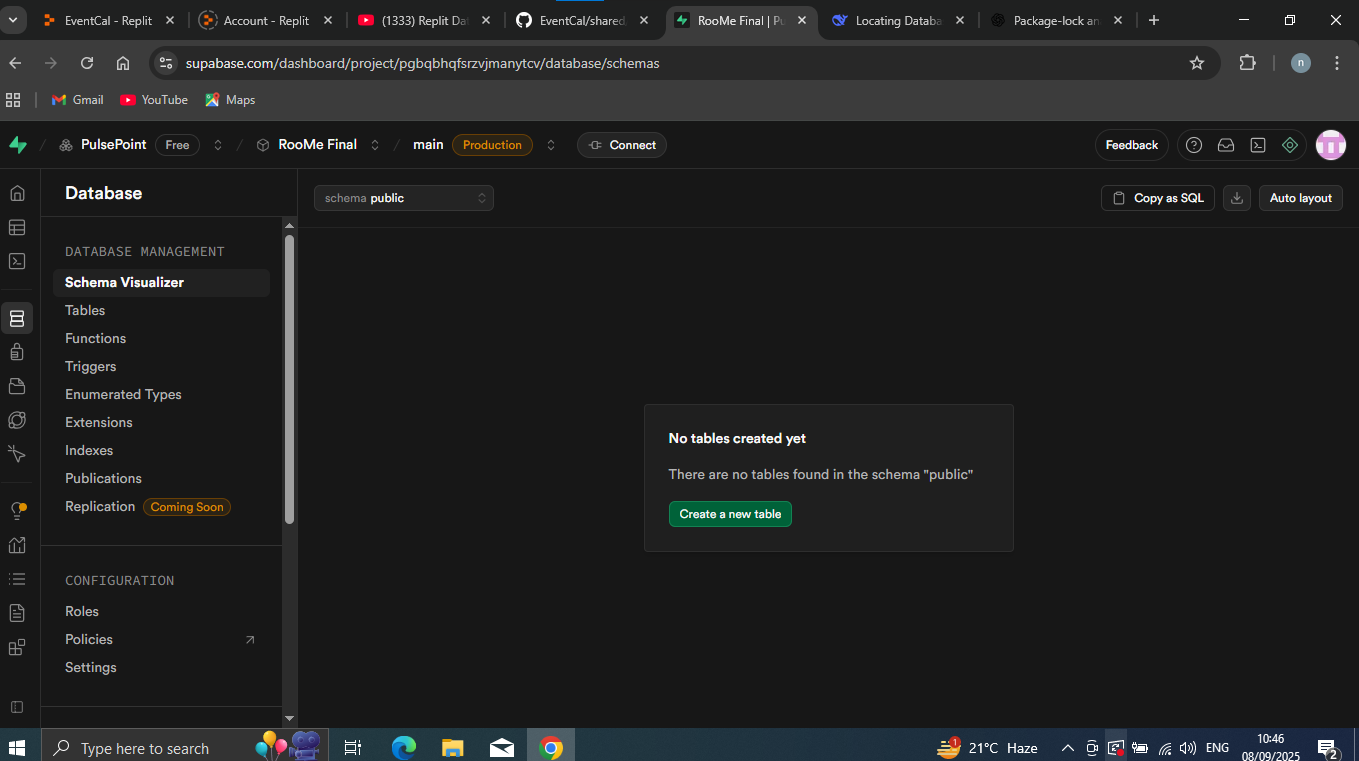 EventCal - Replit
Account - Replit
(1333) Replit Dat
EventCal/shared
RooMe Final | Pu
Locating Databa
Package-lock an
supabase.com/dashboard/project/pgbqbhqfsrzvjmanytcv/database/schemas
n
Gmail
YouTube
Maps
PulsePoint
Free
RooMe Final
main
Production
Connect
Feedback
Database
schema public
Copy as SQL
Auto layout
DATABASE MANAGEMENT
Schema Visualizer
Tables
Functions
Triggers
Enumerated Types
Extensions
Indexes
Publications
Replication
Coming Soon
No tables created yet
There are no tables found in the schema "public"
Create a new table
CONFIGURATION
Roles
Policies
Settings
Type here to search
1
21°C Haze
ENG
10:46
08/09/2025
2